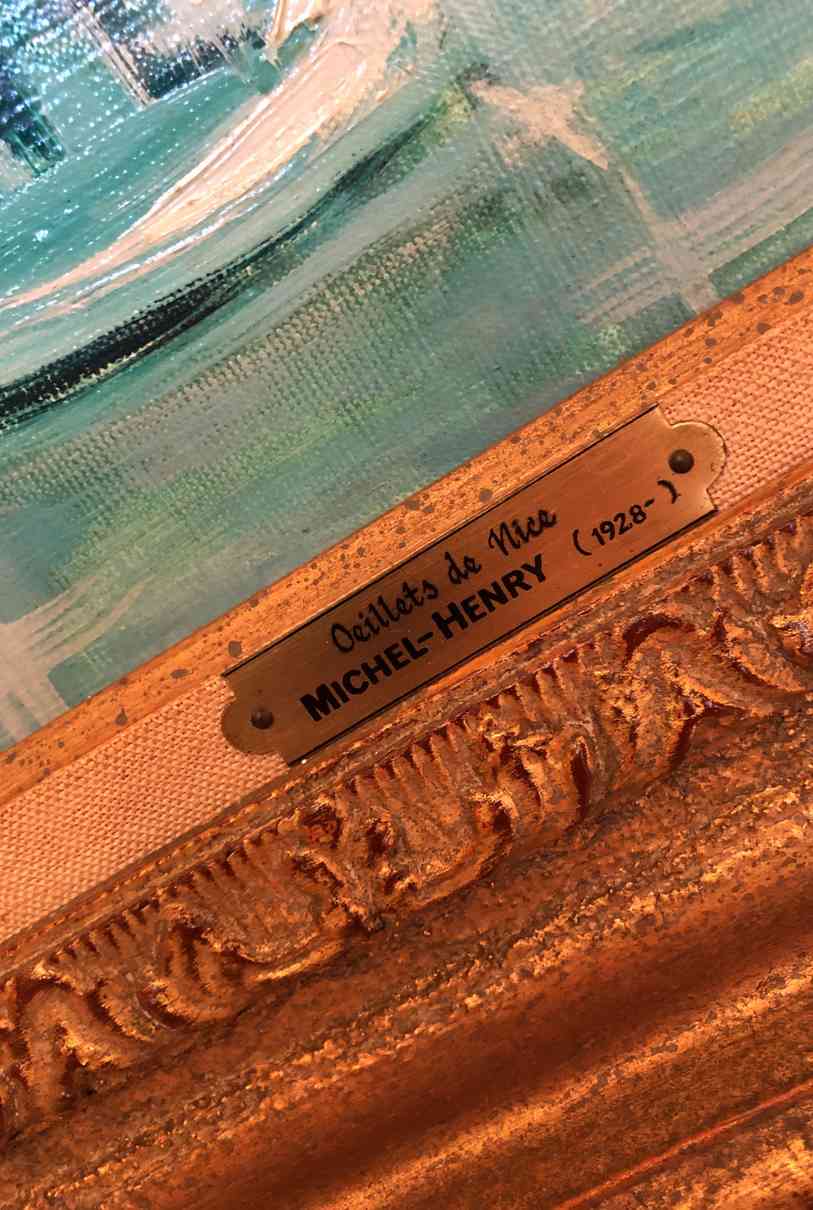 Oeillets de Nice
MICHEL-HENRY (1928- )